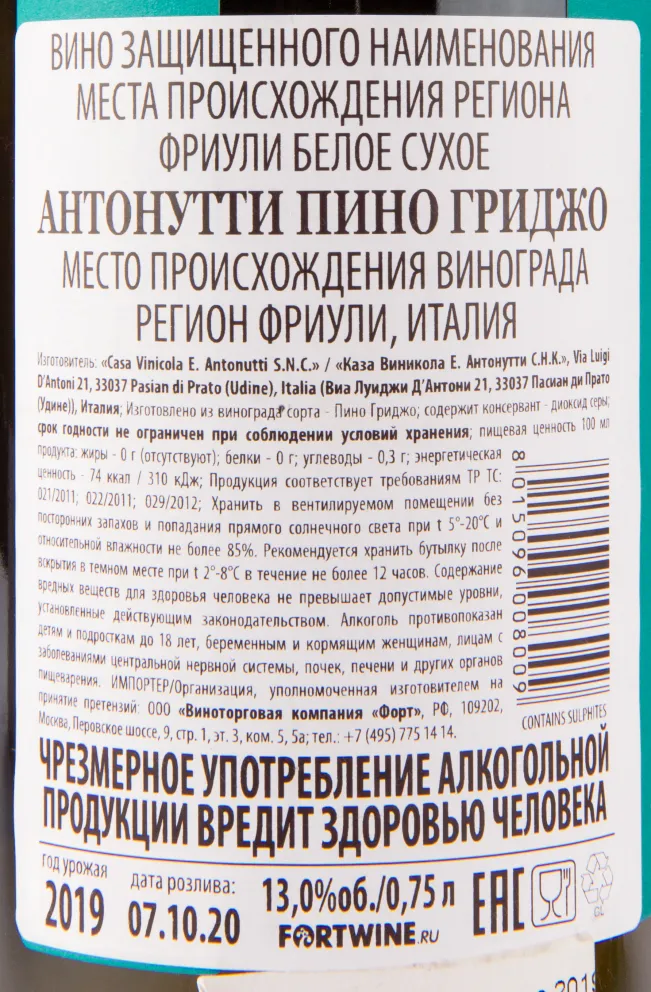 ВИНО ЗАЩИЩЕННОГО НАИМЕНОВАНИЯ
МЕСТА ПРОИСХОЖДЕНИЯ РЕГИОНА
ФРИУЛИ БЕЛОЕ СУХОЕ
АНТОНУТТИ ПИНО ГРИДЖО
МЕСТО ПРОИСХОЖДЕНИЯ ВИНОГРАДА
РЕГИОН ФРИУЛИ, ИТАЛИЯ
Изготовитель: «Casa Vinicola E. Antonutti S.N.C.» / «Каза Виникола Е. Антонутти С.Н.К.», Via Luigi
D'Antoni 21, 33037 Pasian di Prato (Udine), Italia (Виа Луиджи Д'Антони 21, 33037 Пасиан ди Прато
(Удине)), Италия; Изготовлено из винограда сорта - Пино Гриджо; содержит консервант - диоксид серы;
срок годности не ограничен при соблюдении условий хранения; пищевая ценность 100 мл
продукта: жиры - 0 г (отсутствуют); белки - 0 г; углеводы - 0,3 г; энергетическая
ценность - 74 ккал / 310 кДж; Продукция соответствует требованиям ТР ТС:
021/2011; 022/2011; 029/2012; Хранить в вентилируемом помещении без
посторонних запахов и попадания прямого солнечного света при t 5°-20°С и
относительной влажности не более 85%. Рекомендуется хранить бутылку после
вскрытия в темном месте при t 2°-8°С в течение не более 12 часов. Содержание
вредных веществ для здоровья человека не превышает допустимые уровни,
установленные действующим законодательством. Алкоголь противопоказан
детям и подросткам до 18 лет, беременным и кормящим женщинам, лицам с
заболеваниями центральной нервной системы, почек, печени и других органов
пищеварения. ИМПОРТЕР/Организация, уполномоченная изготовителем на
принятие претензий: ООО «Виноторговая компания «Форт», РФ, 109202,
Москва, Перовское шоссе, 9, стр. 1, эт. 3, ком. 5, 5а; тел.: +7 (495) 775 14 14.
8 015096 008009
CONTAINS SULPHITES
ЧРЕЗМЕРНОЕ УПОТРЕБЛЕНИЕ АЛКОГОЛЬНОЙ
ПРОДУКЦИИ ВРЕДИТ ЗДОРОВЬЮ ЧЕЛОВЕКА
год урожая
2019
дата розлива:
07.10.20
13,0%об./0,75 л
FORTWINE.RU
EAC
GL
2019